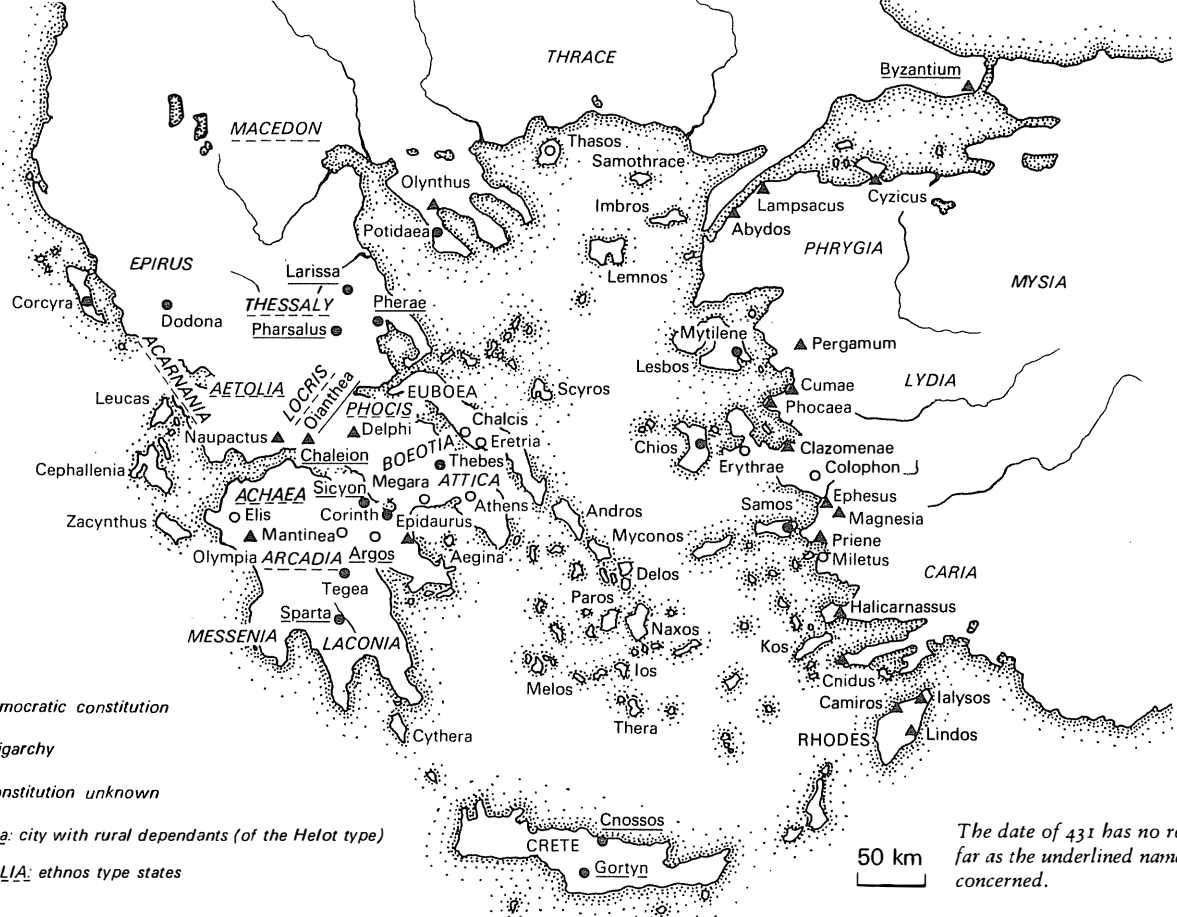 THRACE
Byzantium
MACEDON
Thasos
Samothrace
Olynthus
Imbros
Lampsacus
Cyzicus
Abydos
Potidaea
PHRYGIA
EPIRUS
Larissa
Lemnos
MYSIA
Corcyra
THESSALY
Pherae
Dodona
Pharsalus
Mytilene
Pergamum
ACARNANIA
Lesbos
AETOLIA
LOCRIS
Oianthea
EUBOEA
Scyros
Cumae
LYDIA
Leucas
PHOCIS
Phocaea
Chalcis
Naupactus
Delphi
Eretria
Chios
Clazomenae
Chaleion
BOEOTIA
Thebes
Erythrae
Colophon
Cephallenia
Megara
ATTICA
Sicyon
ACHAEA
Athens
Ephesus
Samos
Zacynthus
Elis
Corinth
Epidaurus
Andros
Magnesia
Mantinea
Myconos
Priene
Olympia
ARCADIA
Argos
Aegina
Miletus
Delos
CARIA
Tegea
Paros
Halicarnassus
Sparta
Naxos
MESSENIA
LACONIA
Kos
Ios
Cnidus
Melos
Camiros
Ialysos
mocratic constitution
Thera
Cythera
RHODES
Lindos
igarchy
nstitution unknown
Cnossos
a: city with rural dependants (of the Helot type)
CRETE
The date of 431 has no re
50 km
far as the underlined nam
LIA: ethnos type states
Gortyn
concerned.